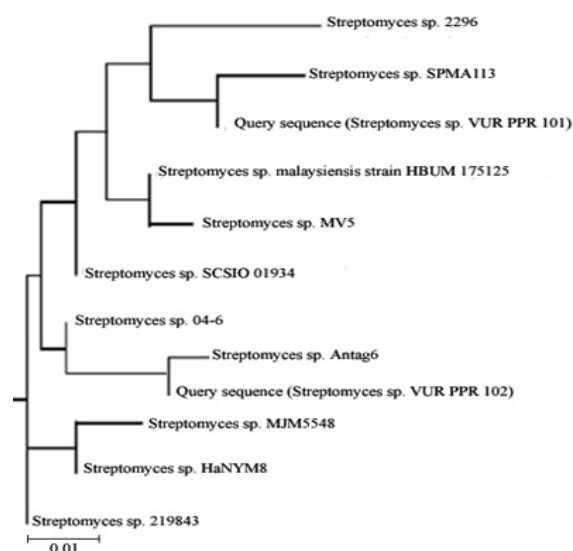 Streptomyces sp. 2296
Streptomyces sp. SPMA113
Query sequence (Streptomyces sp. VUR PPR 101)
Streptomyces sp. malaysiensis strain HBUM 175125
Streptomyces sp. MV5
Streptomyces sp. SCSIO 01934
Streptomyces sp. 04-6
Streptomyces sp. Antag6
Query sequence (Streptomyces sp. VUR PPR 102)
Streptomyces sp. MJM5548
Streptomyces sp. HaNYM8
Streptomyces sp. 219843
0.01